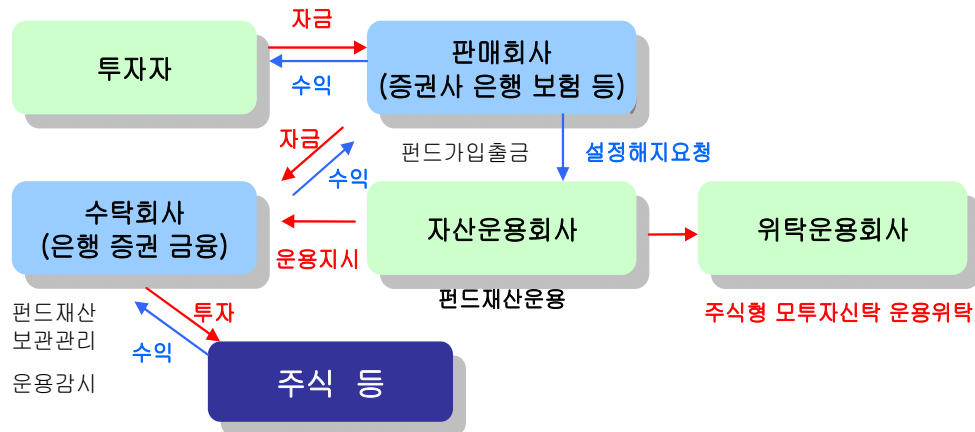 자금
투자자
판매회사
(증권사 은행 보험 등)
수익
자금
펀드가입출금
설정해지요청
수익
수탁회사
(은행 증권 금융)
자산운용회사
위탁운용회사
운용지시
펀드재산운용
펀드재산
보관관리
투자
주식형 모투자신탁 운용위탁
수익
운용감시
주식 등